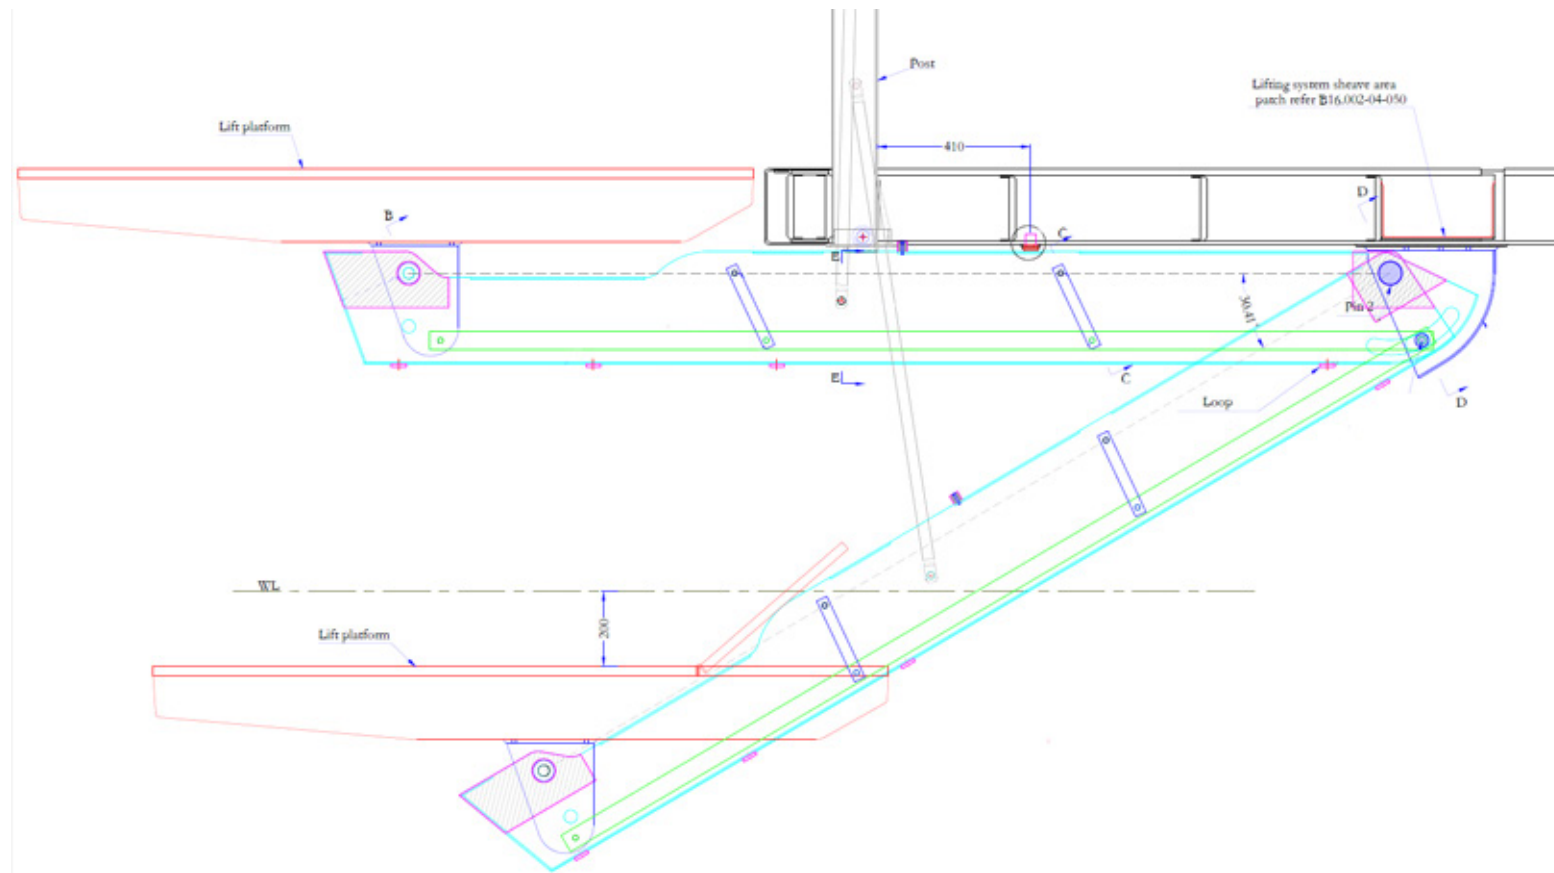 Post
Lifting system sheave area
patch refer B16.002-04-050
Lift platform
410
B
D
C
E
Pin 2
30.41°
E
C
Loop
D
WL
200
Lift platform